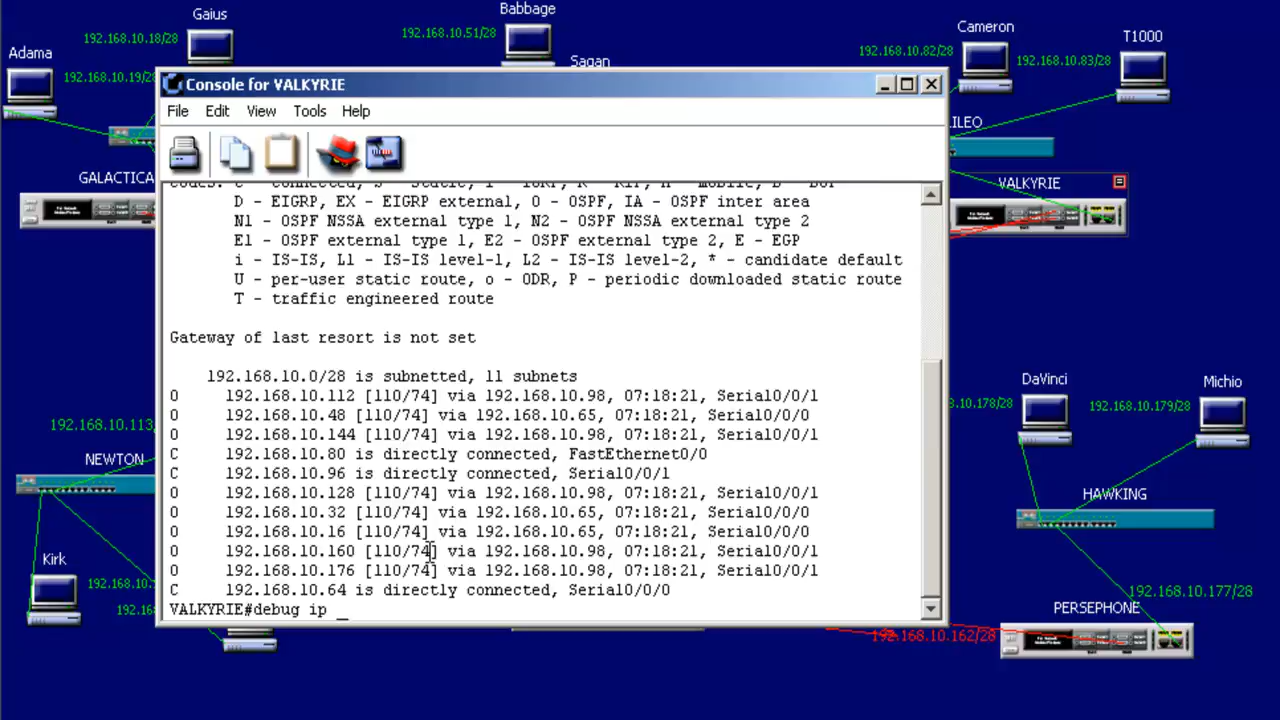 Gaius
Babbage
Adama
192.168.10.18/28
192.168.10.51/28
Cameron
T1000
192.168.10.19/28
Sagan
192.168.10.82/28
192.168.10.83/28
Console for VALKYRIE
File Edit View Tools Help
ILEO
GALACTICA
VALKYRIE
D - EIGRP, EX - EIGRP external, O - OSPF, IA - OSPF inter area
N1 - OSPF NSSA external type 1, N2 - OSPF NSSA external type 2
E1 - OSPF external type 1, E2 - OSPF external type 2, E - EGP
i - IS-IS, L1 - IS-IS level-1, L2 - IS-IS level-2, * - candidate default
U - per-user static route, o - ODR, P - periodic downloaded static route
T - traffic engineered route
Gateway of last resort is not set
192.168.10.0/28 is subnetted, 11 subnets
O 192.168.10.112 [110/74] via 192.168.10.98, 07:18:21, Serial0/0/1
O 192.168.10.48 [110/74] via 192.168.10.65, 07:18:21, Serial0/0/0
O 192.168.10.144 [110/74] via 192.168.10.98, 07:18:21, Serial0/0/1
C 192.168.10.80 is directly connected, FastEthernet0/0
C 192.168.10.96 is directly connected, Serial0/0/1
O 192.168.10.128 [110/74] via 192.168.10.98, 07:18:21, Serial0/0/1
O 192.168.10.32 [110/74] via 192.168.10.65, 07:18:21, Serial0/0/0
O 192.168.10.16 [110/74] via 192.168.10.65, 07:18:21, Serial0/0/0
O 192.168.10.160 [110/74] via 192.168.10.98, 07:18:21, Serial0/0/1
O 192.168.10.176 [110/74] via 192.168.10.98, 07:18:21, Serial0/0/1
C 192.168.10.64 is directly connected, Serial0/0/0
VALKYRIE#debug ip _
DaVinci
Michio
8.10.178/28
192.168.10.179/28
192.168.10.113/
NEWTON
HAWKING
Kirk
192.168.10.
192.168.10.177/28
192.16
PERSEPHONE
192.168.10.162/28